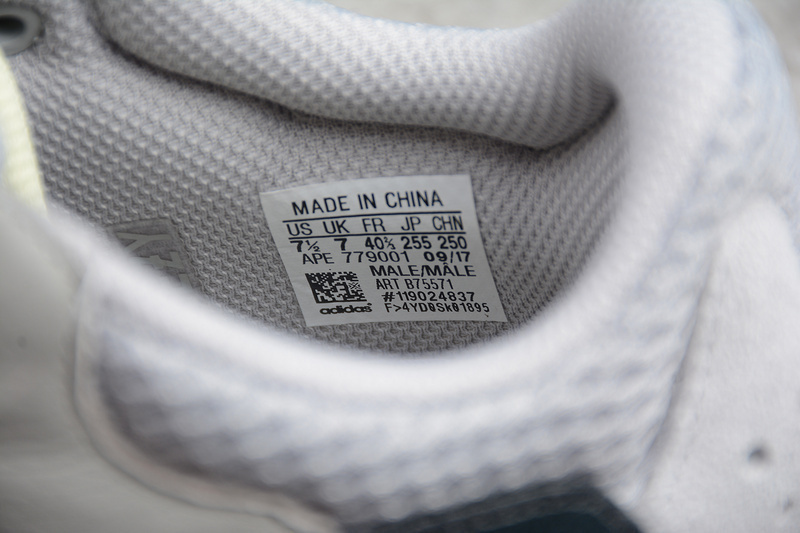 MADE IN CHINA
US UK FR JP CHN
7½ 7 40⅔ 255 250
APE 779001 09/17
MALE/MÂLE
ART B75571
#119024837
adidas F>4YD0Sk01895